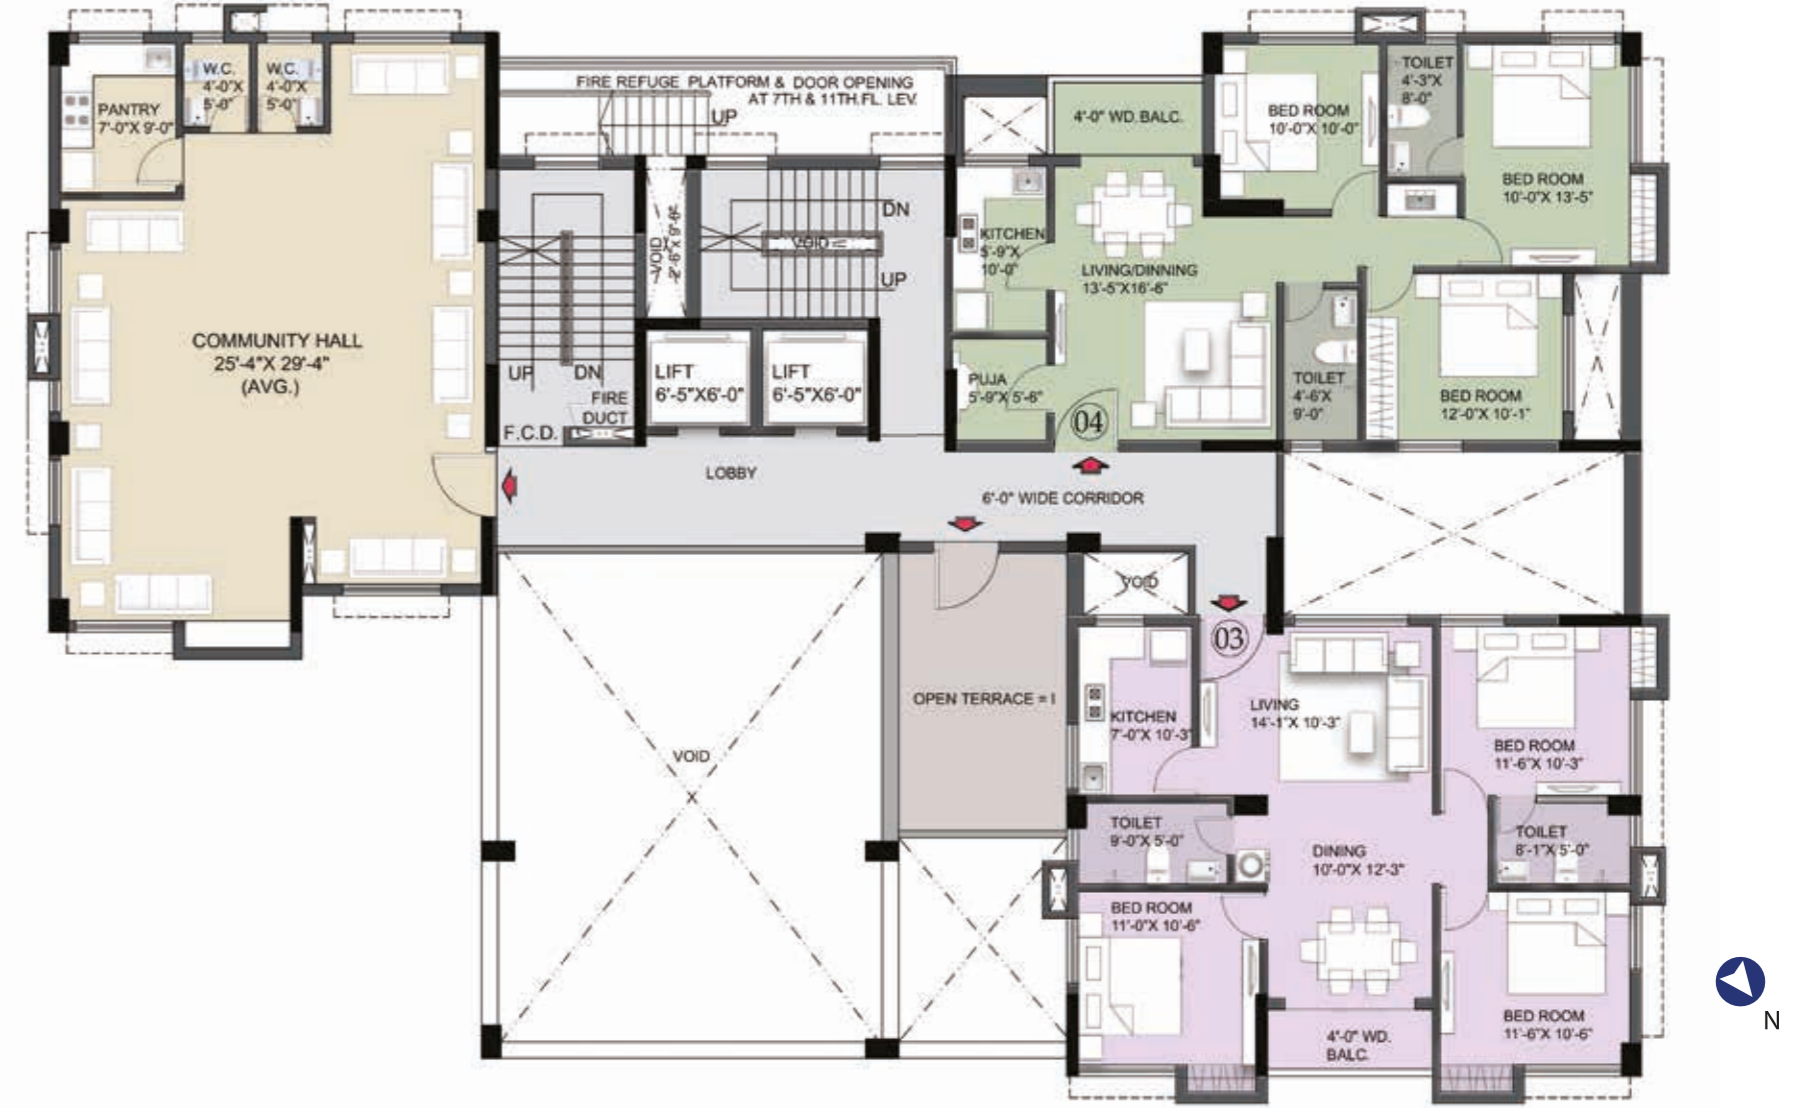 W.C.
4'-0"X
5'-0"
W.C.
4'-0"X
5'-0"
PANTRY
7'-0"X 9'-0"
COMMUNITY HALL
25'-4"X 29'-4"
(AVG.)
FIRE REFUGE PLATFORM & DOOR OPENING
AT 7TH & 11TH.FL. LEV.
UP
VOID
2'-6"X 9'-6"
DN
VOID
UP
UP
DN
FIRE
DUCT
F.C.D.
LIFT
6'-5"X6'-0"
LIFT
6'-5"X6'-0"
LOBBY
6'-0" WIDE CORRIDOR
4'-0" WD.BALC.
KITCHEN
5'-9"X
10'-0"
LIVING/DINNING
13'-5"X16'-6"
PUJA
5'-9"X 5'-6"
04
BED ROOM
10'-0"X 10'-0"
TOILET
4'-3"X
8'-0"
BED ROOM
10'-0"X 13'-5"
TOILET
4'-6"X
9'-0"
BED ROOM
12'-0"X 10'-1"
VOID
X
OPEN TERRACE = I
VOID
03
KITCHEN
7'-0"X 10'-3"
LIVING
14'-1"X 10'-3"
BED ROOM
11'-6"X 10'-3"
TOILET
9'-0"X 5'-0"
DINING
10'-0"X 12'-3"
TOILET
8'-1"X 5'-0"
BED ROOM
11'-0"X 10'-6"
4'-0" WD.
BALC.
BED ROOM
11'-6"X 10'-6"
N